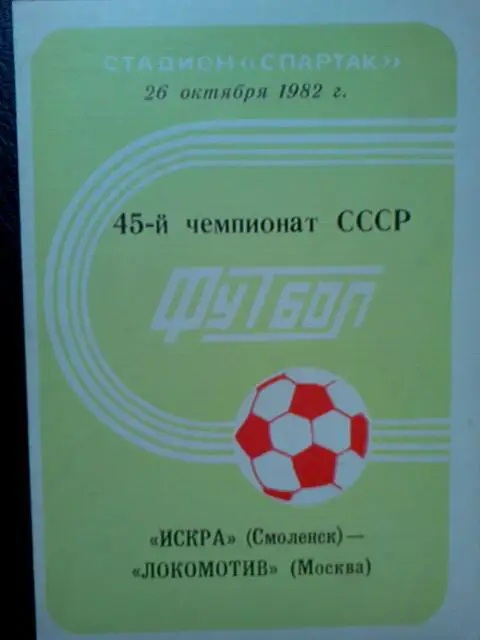 СТАДИОН «СПАРТАК»
26 октября 1982 г.
45-й чемпионат СССР
ФУТБОЛ
«ИСКРА» (Смоленск)—
«ЛОКОМОТИВ» (Москва)